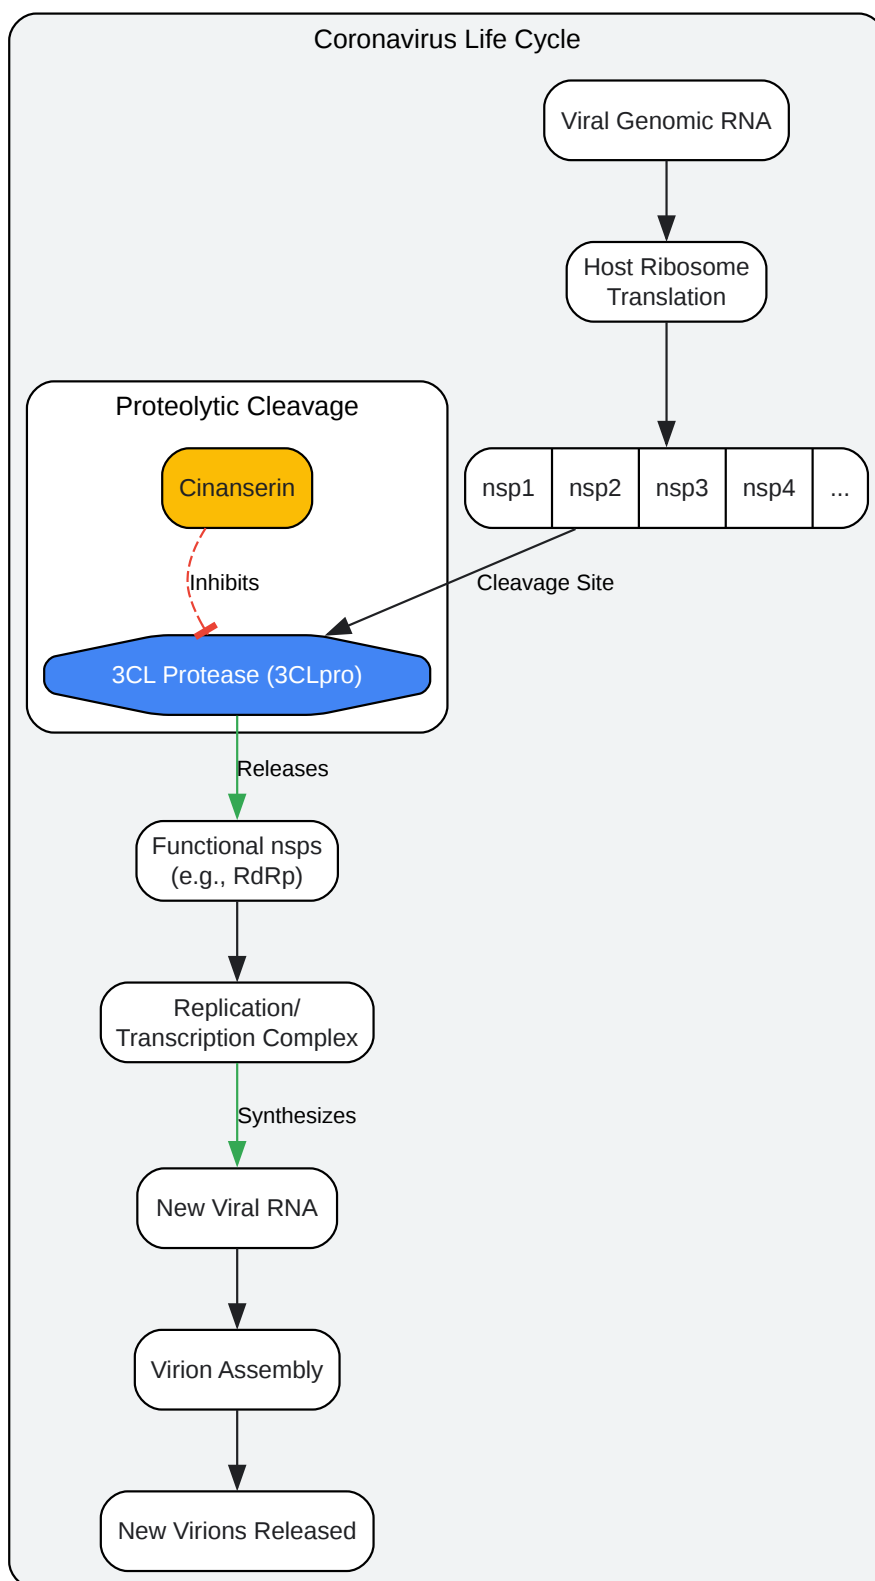 Coronavirus Life Cycle
Viral Genomic RNA
Host Ribosome
Translation
Proteolytic Cleavage
Cinanserin
nsp1
nsp2
nsp3
nsp4
...
Inhibits
Cleavage Site
3CL Protease (3CLpro)
Releases
Functional nsps
(e.g., RdRp)
Replication/
Transcription Complex
Synthesizes
New Viral RNA
Virion Assembly
New Virions Released